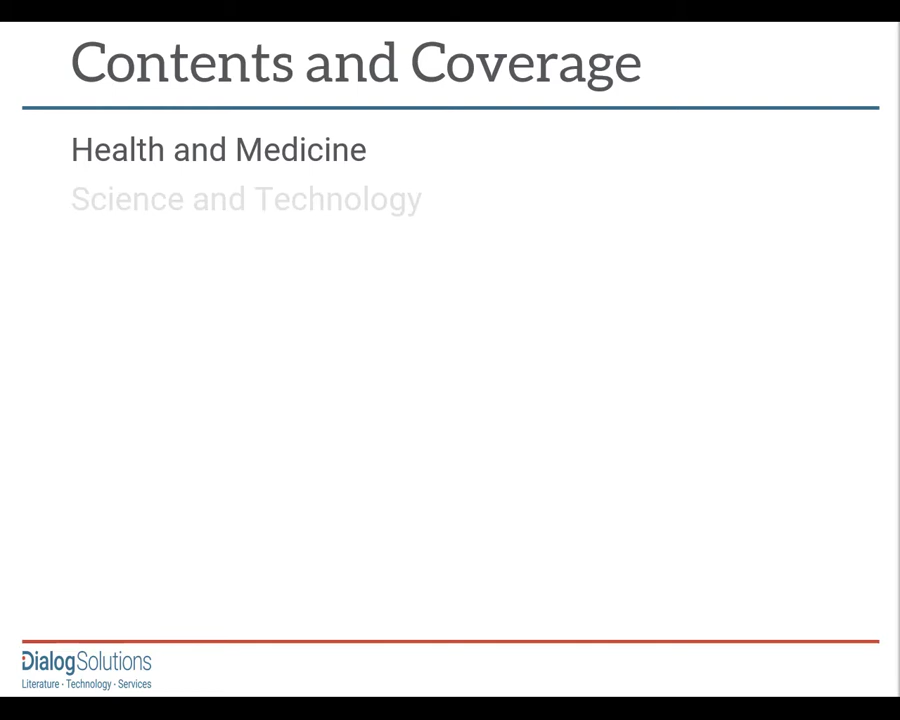 Contents and Coverage
Health and Medicine
Science and Technology
DialogSolutions
Literature · Technology · Services